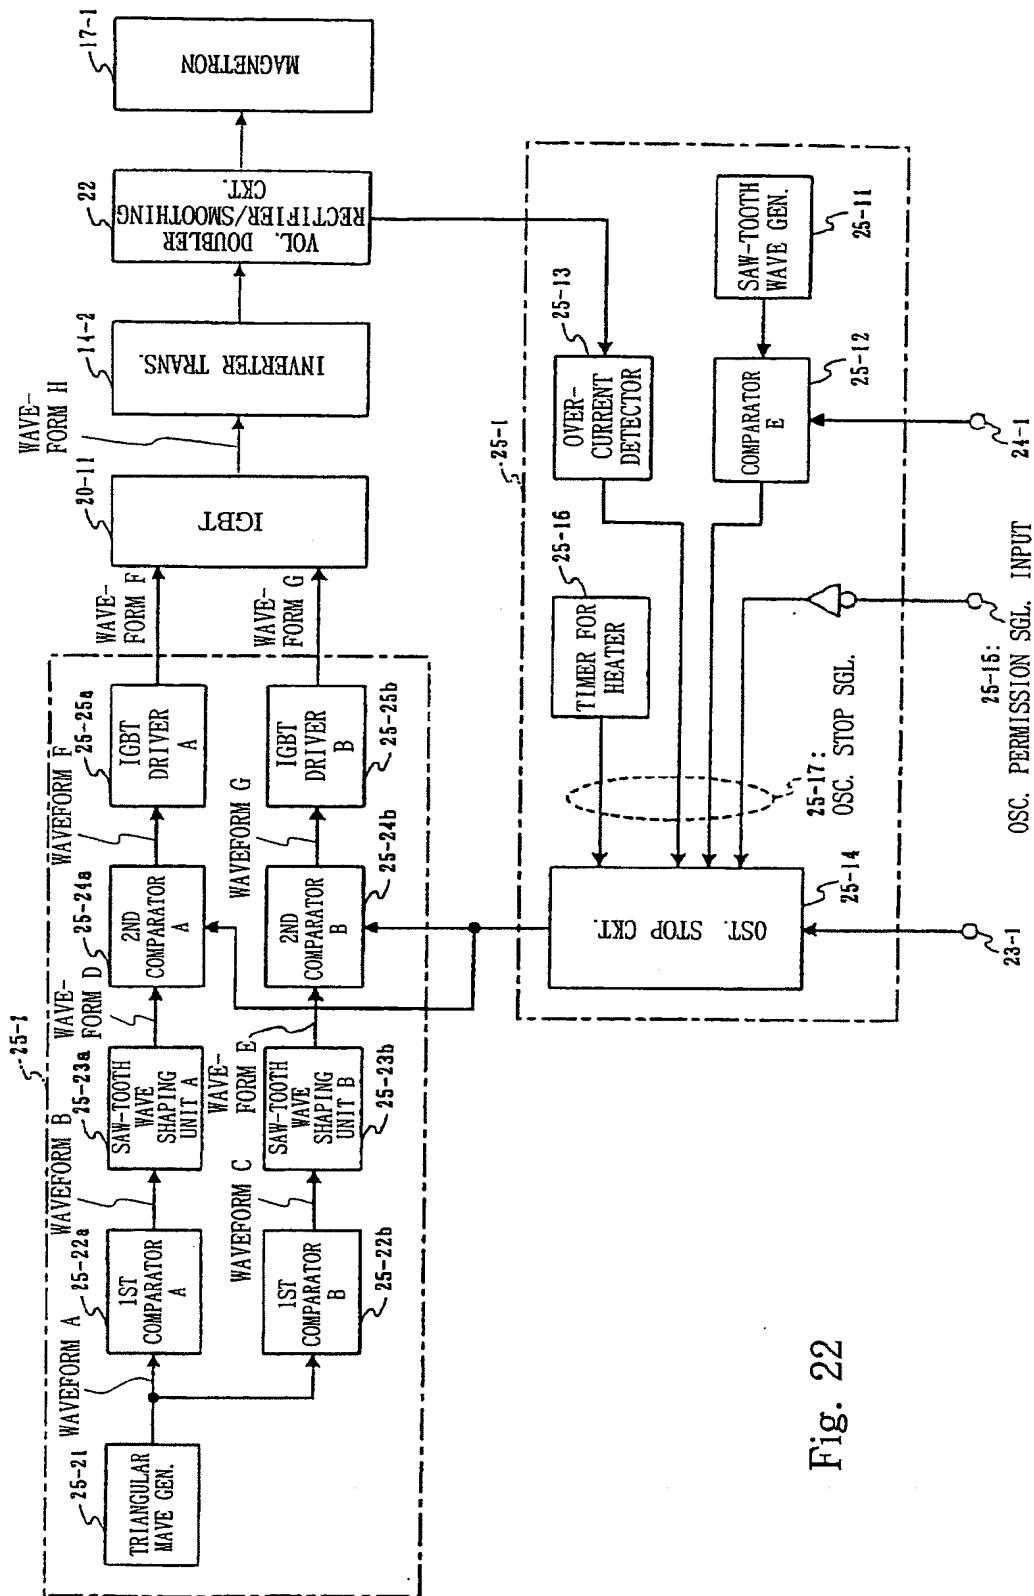 25-1
25-21
TRIANGULAR
MAVE GEN.
WAVEFORM A
25-22a
1ST
COMPARATOR
A
WAVEFORM B
25-23a
SAW-TOOTH
WAVE
SHAPING
UNIT A
WAVE-
FORM D
25-24a
2ND
COMPARATOR
A
WAVEFORM F
25-25a
IGBT
DRIVER
A
WAVE-
FORM F
1ST
COMPARATOR
B
25-22b
WAVEFORM C
SAW-TOOTH
WAVE
SHAPING
UNIT B
25-23b
WAVE-
FORM E
2ND
COMPARATOR
B
25-24b
WAVEFORM G
IGBT
DRIVER
B
25-25b
WAVE-
FORM G
20-11
IGBT
WAVE-
FORM H
14-2
INVERTER TRANS.
22
VOL. DOUBLER
RECTIFIER/SMOOTHING
CKT.
17-1
MAGNETRON
25-1
OST. STOP CKT.
25-14
25-16
TIMER FOR
HEATER
25-13
OVER-
CURRENT
DETECTOR
COMPARATOR
E
25-12
SAW-TOOTH
WAVE GEN.
25-11
25-17:
OSC. STOP SGL.
23-1
25-15:
OSC. PERMISSION SGL. INPUT
24-1
Fig. 22